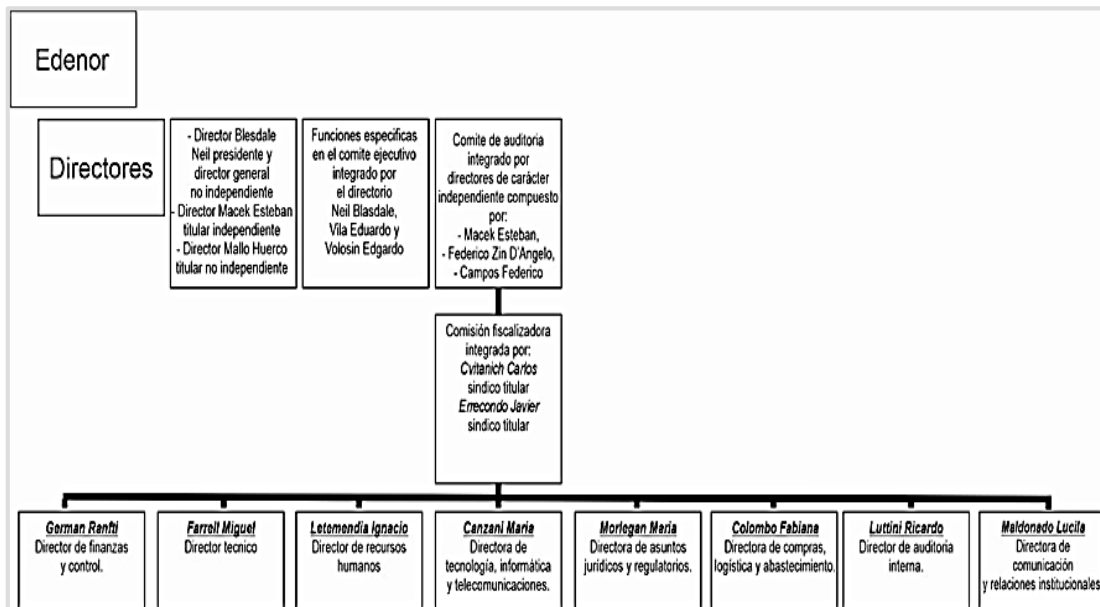 Edenor
Directores
- Director Blesdale
Neil presidente y
director general
no independiente
- Director Macek Esteban
titular independiente
- Director Mallo Huerco
titular no independiente
Funciones especificas
en el comite ejecutivo
integrado por
el directorio
Neil Blasdale,
Vila Eduardo y
Volosin Edgardo
Comite de auditoria
integrado por
directores de carácter
independiente compuesto
por:
- Macek Esteban,
- Federico Zin D'Angelo,
- Campos Federico
Comisión fiscalizadora
integrada por:
Cvitanich Carlos
sindico titular
Errecondo Javier
sindico titular
German Ranfti
Director de finanzas
y control.
Farrell Miguel
Director tecnico
Letemendia Ignacio
Director de recursos
humanos
Canzani Maria
Directora de
tecnología, informática
y telecomunicaciones.
Morlegan Maria
Directora de asuntos
jurídicos y regulatorios.
Colombo Fabiana
Directora de compras,
logística y abastecimiento.
Luttini Ricardo
Director de auditoria
interna.
Maldonado Lucila
Directora de
comunicación
y relaciones institucionales